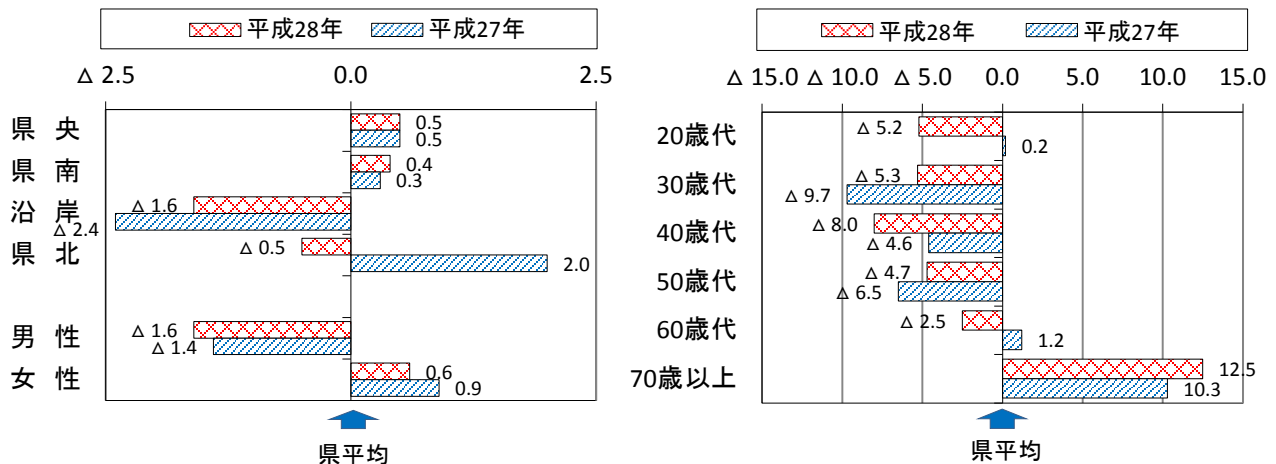 平成28年 平成27年
△ 2.5 0.0 2.5
県 央 0.5
0.5
県 南 0.4
0.3
沿 岸 △ 1.6
△ 2.4
県 北 △ 0.5
2.0
男 性 △ 1.6
△ 1.4
女 性 0.6
0.9
県平均
平成28年 平成27年
△ 15.0 △ 10.0 △ 5.0 0.0 5.0 10.0 15.0
20歳代 △ 5.2
0.2
30歳代 △ 5.3
△ 9.7
40歳代 △ 8.0
△ 4.6
50歳代 △ 4.7
△ 6.5
60歳代 △ 2.5
1.2
70歳以上 12.5
10.3
県平均